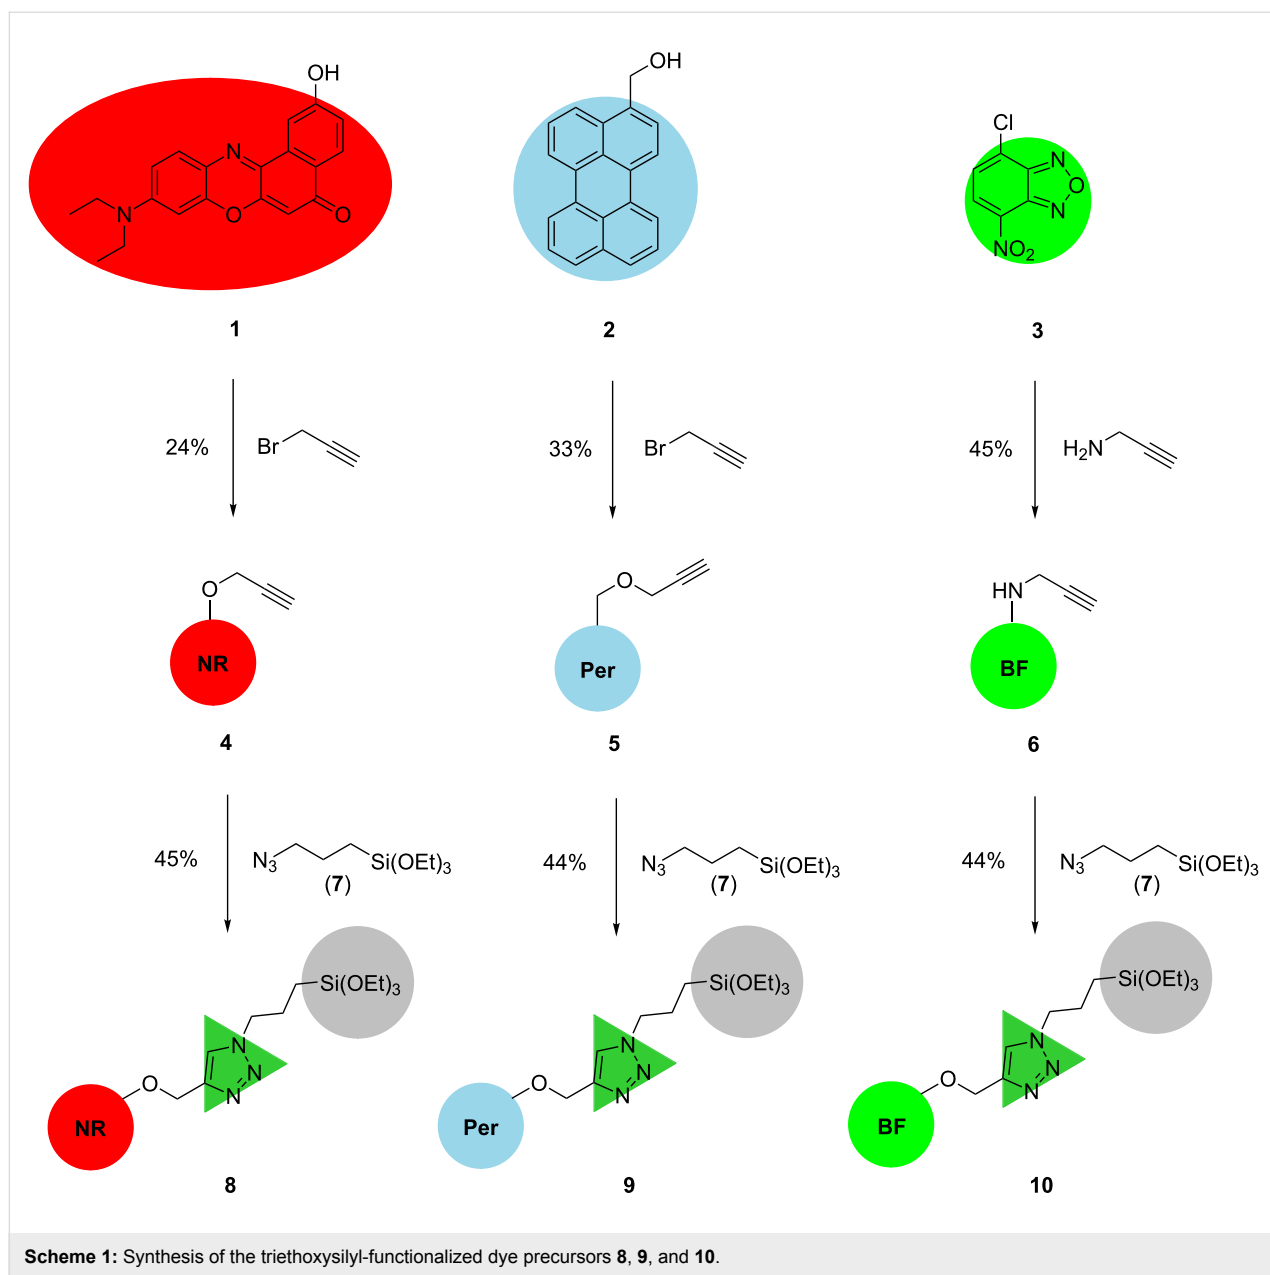 OH
N
N
O
O
1
OH
2
Cl
N
O
N
NO2
3
24%
Br
33%
Br
45%
H2N
O
NR
4
O
Per
5
HN
BF
6
45%
N3
Si(OEt)3
(7)
44%
N3
Si(OEt)3
(7)
44%
N3
Si(OEt)3
(7)
Si(OEt)3
N
N
N
O
NR
8
Si(OEt)3
N
N
N
O
Per
9
Si(OEt)3
N
N
N
O
BF
10
Scheme 1: Synthesis of the triethoxysilyl-functionalized dye precursors 8, 9, and 10.